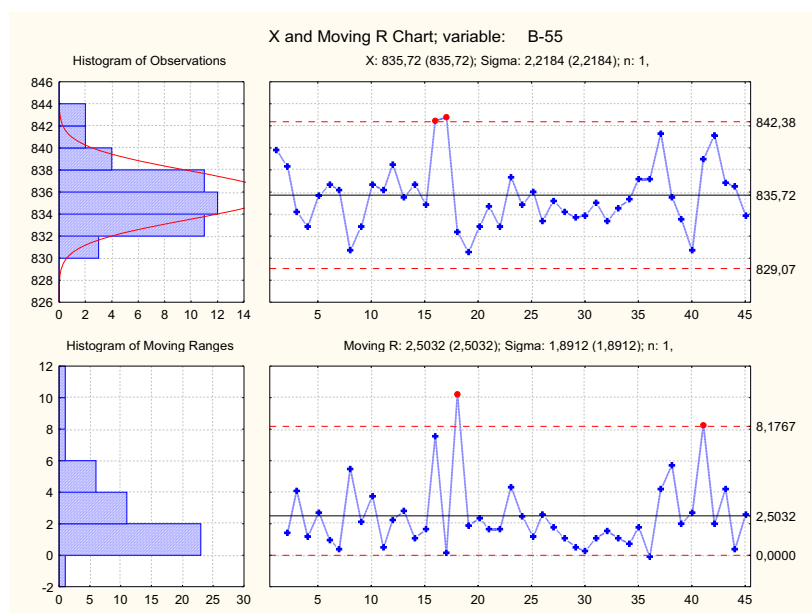 X and Moving R Chart; variable: B-55
Histogram of Observations
X: 835,72 (835,72); Sigma: 2,2184 (2,2184); n: 1,
846
844
842
840
838
836
834
832
830
828
826
0 2 4 6 8 10 12 14
842,38
835,72
829,07
5 10 15 20 25 30 35 40 45
Histogram of Moving Ranges
Moving R: 2,5032 (2,5032); Sigma: 1,8912 (1,8912); n: 1,
12
10
8
6
4
2
0
-2
0 5 10 15 20 25 30
8,1767
2,5032
0,0000
5 10 15 20 25 30 35 40 45